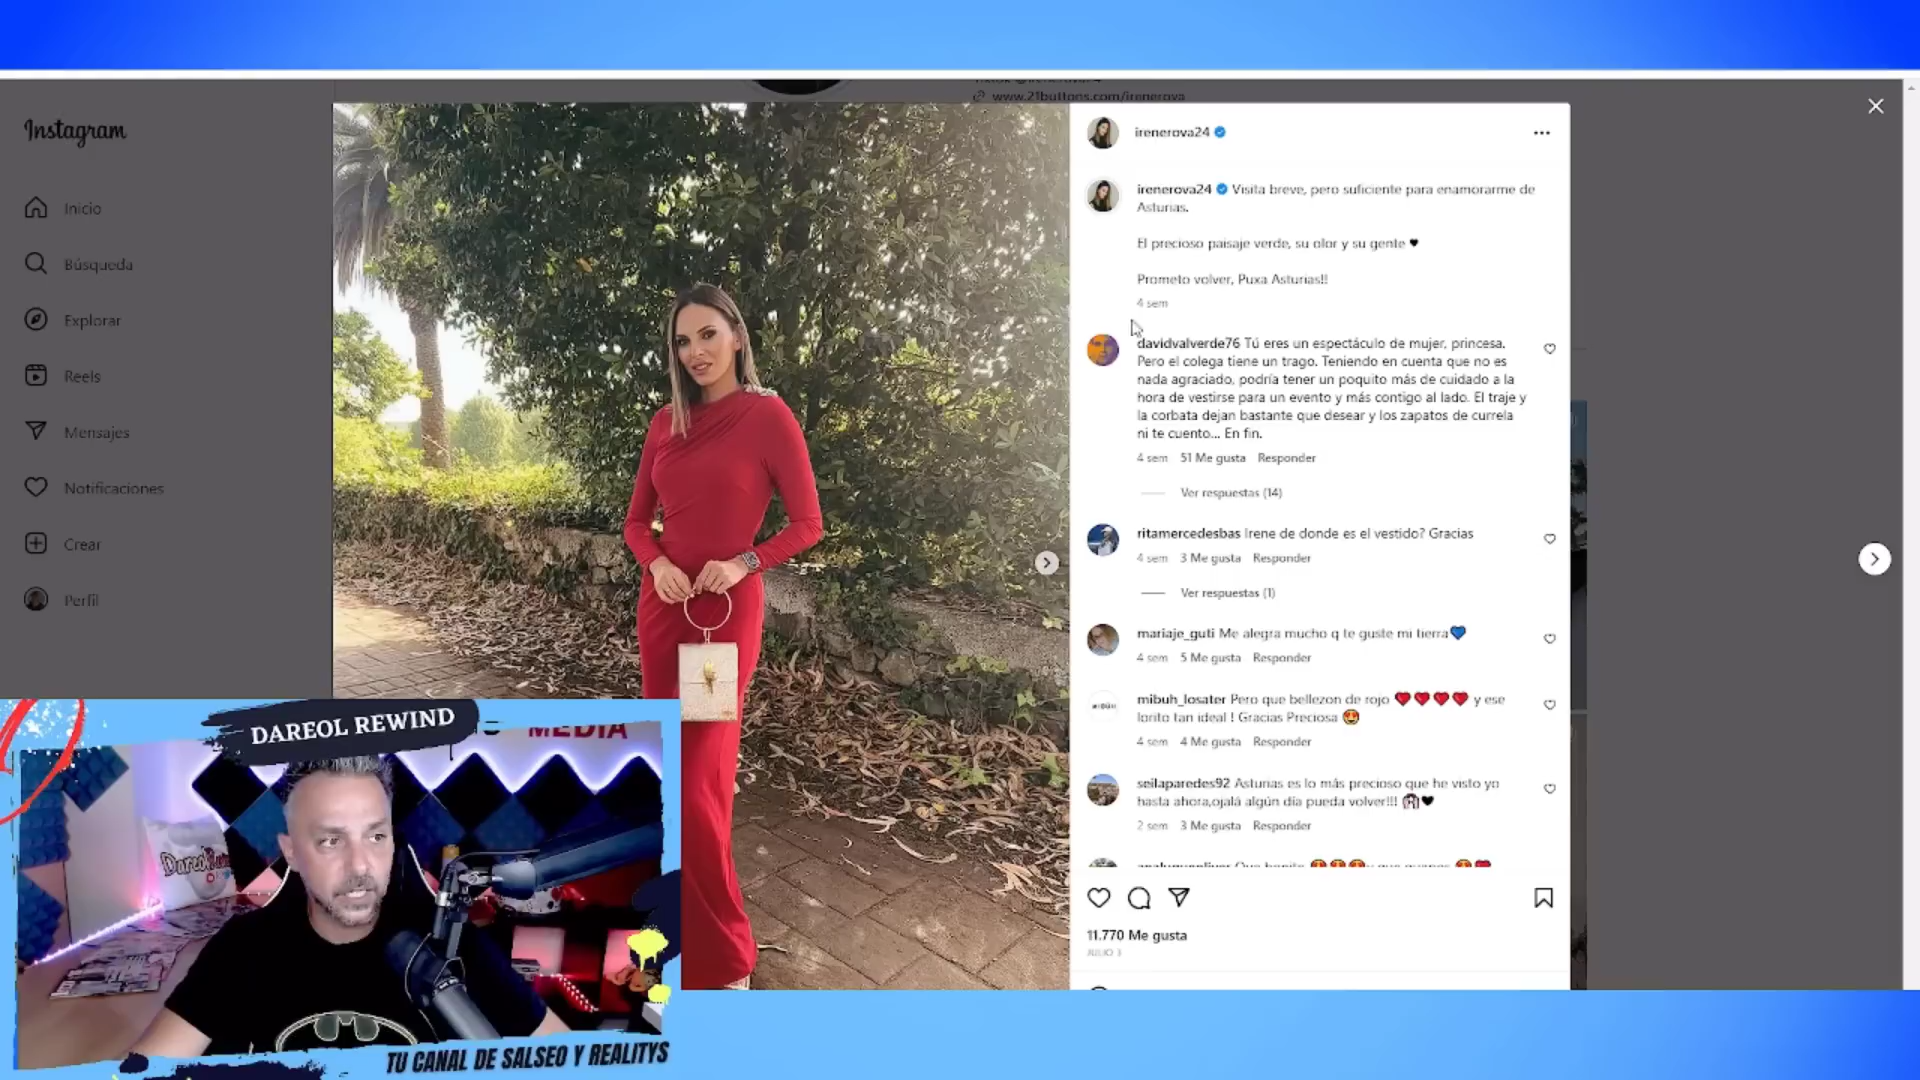 www.21buttons.com/irenerova
Instagram
Inicio
Búsqueda
Explorar
Reels
Mensajes
Notificaciones
Crear
Perfil
irenerova24
irenerova24 Visita breve, pero suficiente para enamorarme de
Asturias.
El precioso paisaje verde, su olor y su gente ♥
Prometo volver, Puxa Asturias!!
4 sem
davidvalverde76 Tú eres un espectáculo de mujer, princesa.
Pero el colega tiene un trago. Teniendo en cuenta que no es
nada agraciado, podría tener un poquito más de cuidado a la
hora de vestirse para un evento y más contigo al lado. El traje y
la corbata dejan bastante que desear y los zapatos de currela
ni te cuento... En fin.
4 sem 51 Me gusta Responder
Ver respuestas (14)
ritamercedesbas Irene de donde es el vestido? Gracias
4 sem 3 Me gusta Responder
Ver respuestas (1)
mariaje_guti Me alegra mucho q te guste mi tierra💙
4 sem 5 Me gusta Responder
mibuh_losater Pero que bellezon de rojo ❤️❤️❤️❤️ y ese
lorito tan ideal ! Gracias Preciosa 😍
4 sem 4 Me gusta Responder
seilaparedes92 Asturias es lo más precioso que he visto yo
hasta ahora,ojalá algún día pueda volver!!! 🖤
2 sem 3 Me gusta Responder
11.770 Me gusta
JULIO 3
DAREOL REWIND
MEDIA
TU CANAL DE SALSEO Y REALITYS